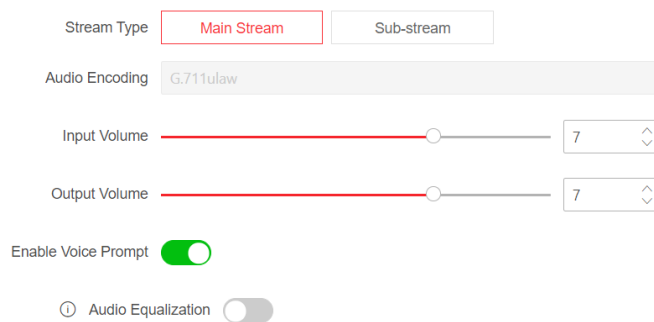 Stream Type Main Stream Sub-stream
Audio Encoding G.711ulaw
Input Volume 7
Output Volume 7
Enable Voice Prompt
Audio Equalization